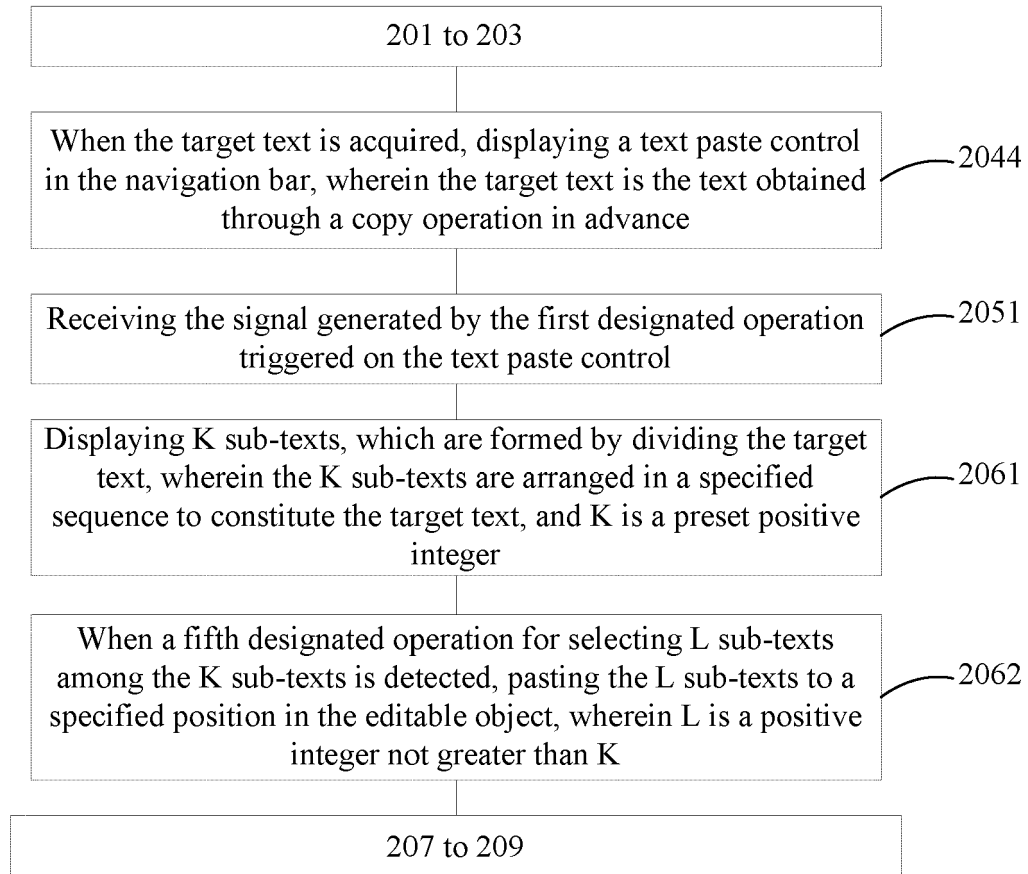 201 to 203
When the target text is acquired, displaying a text paste control
in the navigation bar, wherein the target text is the text obtained
through a copy operation in advance
2044
Receiving the signal generated by the first designated operation
triggered on the text paste control
2051
Displaying K sub-texts, which are formed by dividing the target
text, wherein the K sub-texts are arranged in a specified
sequence to constitute the target text, and K is a preset positive
integer
2061
When a fifth designated operation for selecting L sub-texts
among the K sub-texts is detected, pasting the L sub-texts to a
specified position in the editable object, wherein L is a positive
integer not greater than K
2062
207 to 209